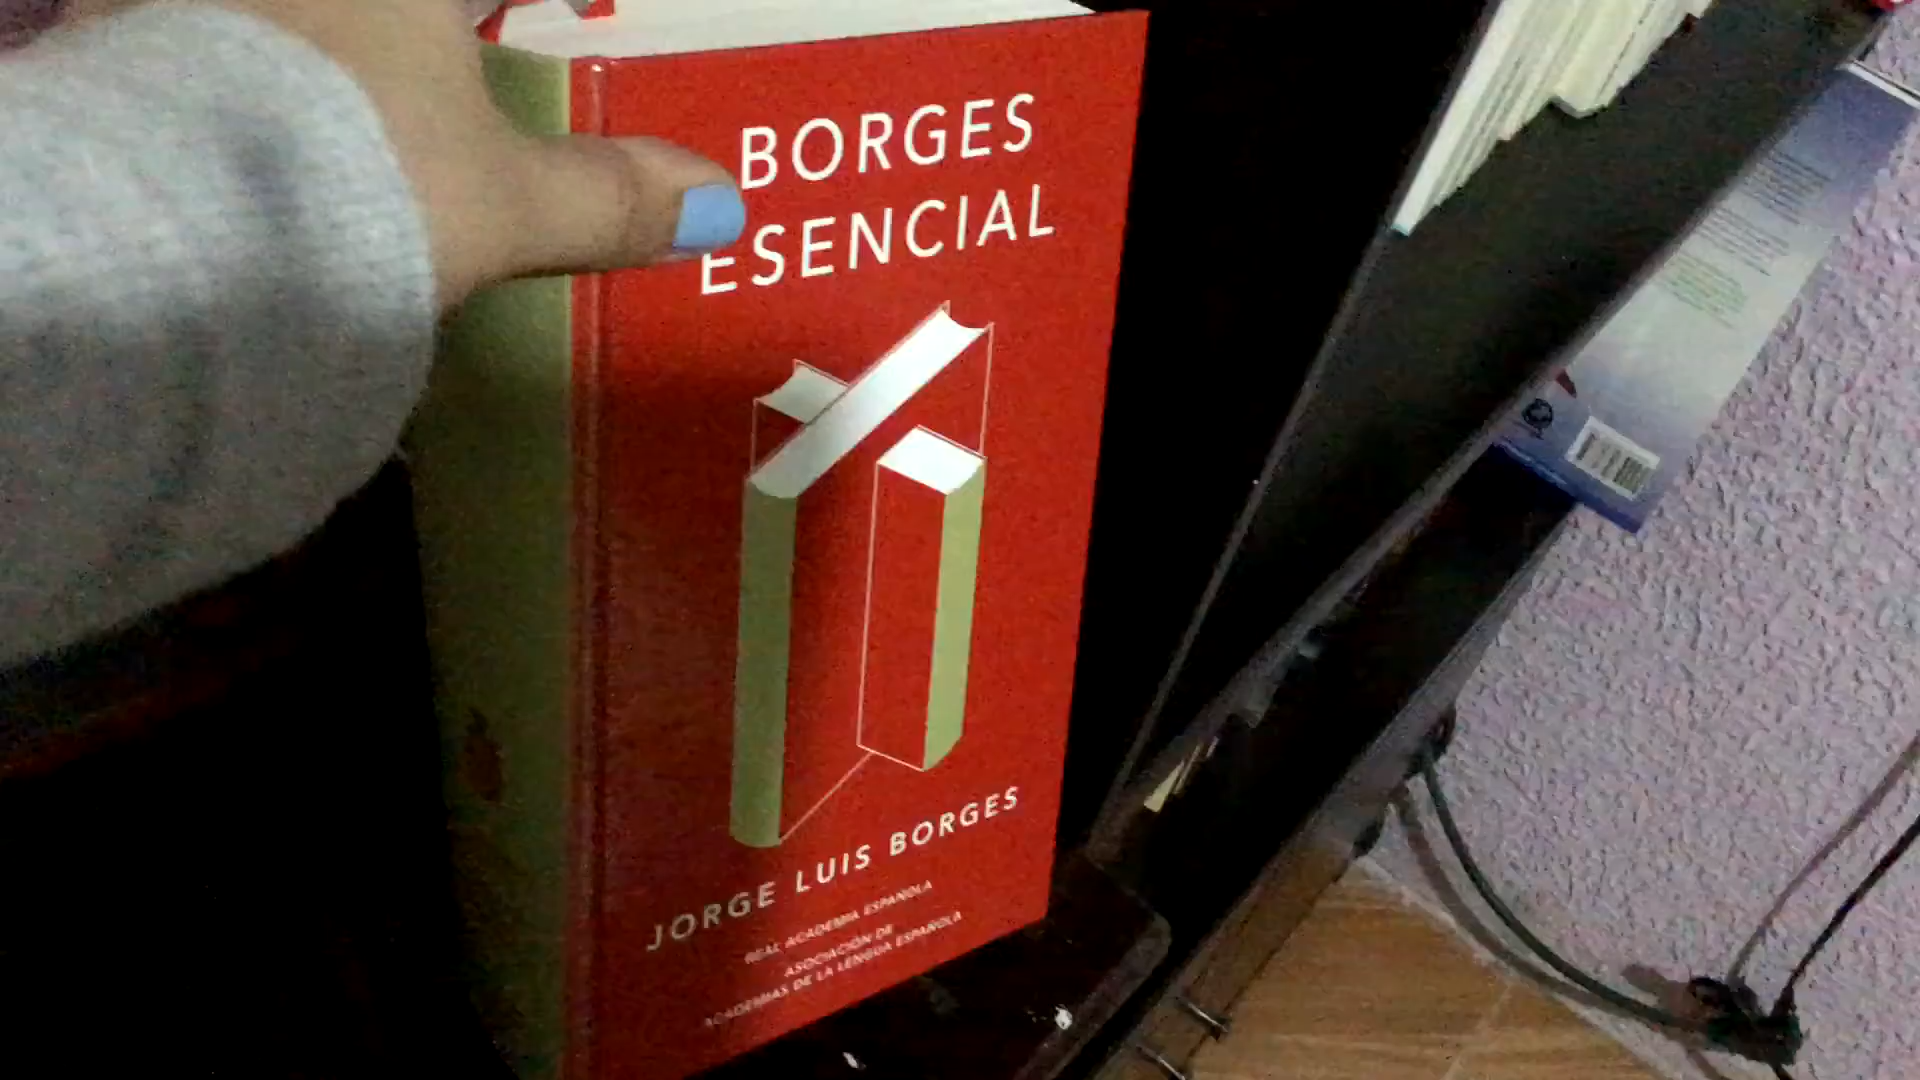 BORGES
ESENCIAL
JORGE LUIS BORGES
REAL ACADEMIA ESPAÑOLA
ASOCIACIÓN DE
ACADEMIAS DE LA LENGUA ESPAÑOLA